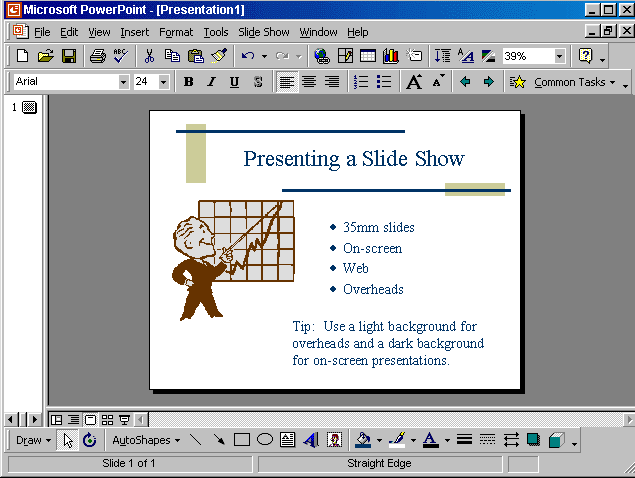 Microsoft PowerPoint - [Presentation1]
File Edit View Insert Format Tools Slide Show Window Help
39%
Arial 24 B I U S A A Common Tasks
1
Presenting a Slide Show
35mm slides
On-screen
Web
Overheads
Tip: Use a light background for
overheads and a dark background
for on-screen presentations.
Draw AutoShapes
Slide 1 of 1 Straight Edge